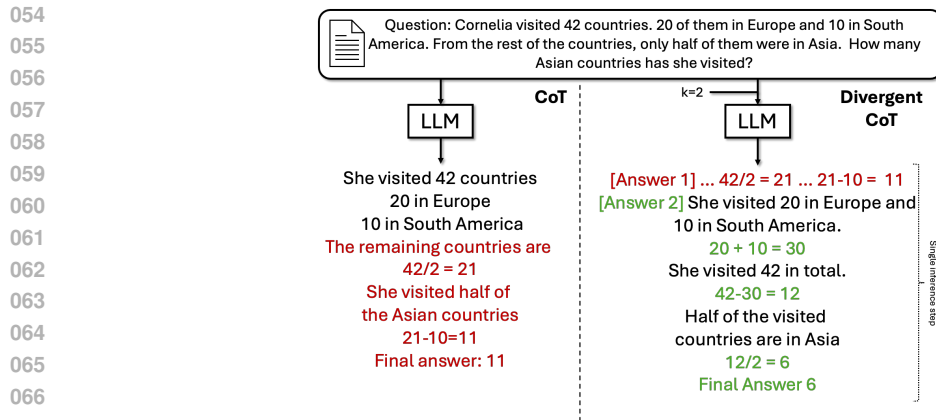 054
055
056
057
058
059
060
061
062
063
064
065
066
Question: Cornelia visited 42 countries. 20 of them in Europe and 10 in South
America. From the rest of the countries, only half of them were in Asia. How many
Asian countries has she visited?
CoT
LLM
She visited 42 countries
20 in Europe
10 in South America
The remaining countries are
42/2 = 21
She visited half of
the Asian countries
21-10=11
Final answer: 11
k=2
Divergent
CoT
LLM
[Answer 1] ... 42/2 = 21 ... 21-10 = 11
[Answer 2] She visited 20 in Europe and
10 in South America.
20 + 10 = 30
She visited 42 in total.
42-30 = 12
Half of the visited
countries are in Asia
12/2 = 6
Final Answer 6
Single inference step